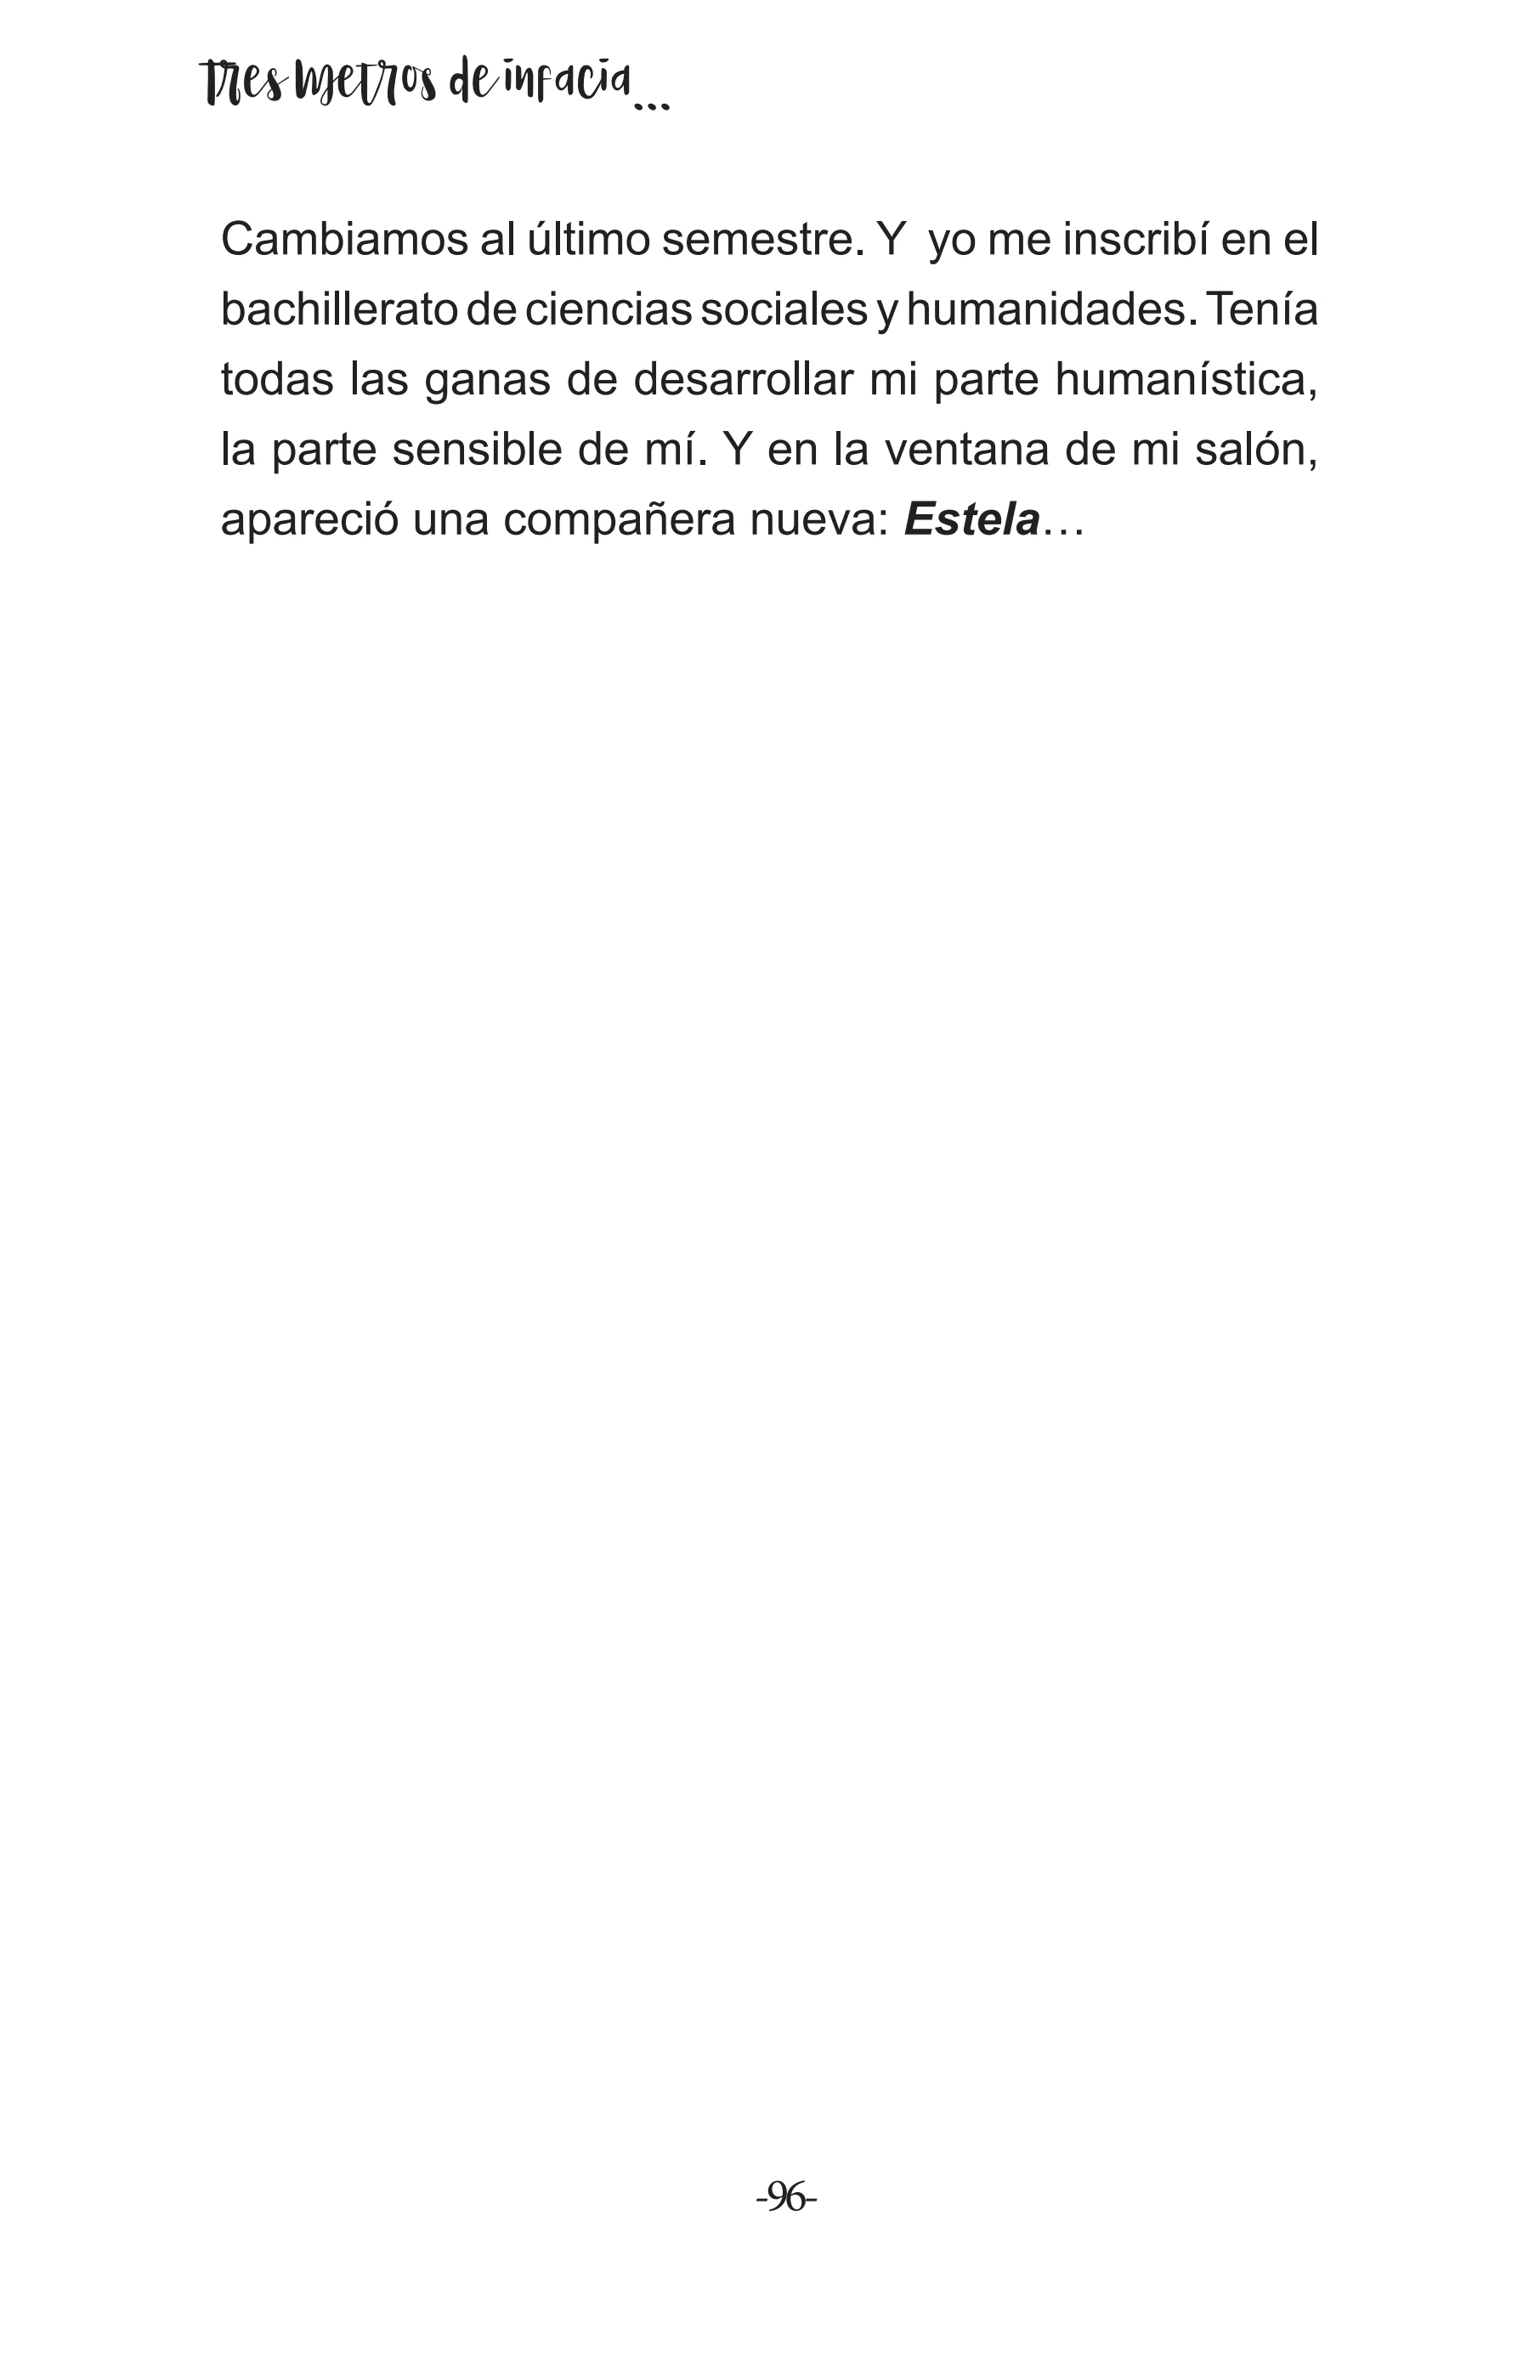 Tres metros de infacia...
Cambiamos al último semestre. Y yo me inscribí en el
bachillerato de ciencias sociales y humanidades. Tenía
todas las ganas de desarrollar mi parte humanística,
la parte sensible de mí. Y en la ventana de mi salón,
apareció una compañera nueva: Estela…
-96-